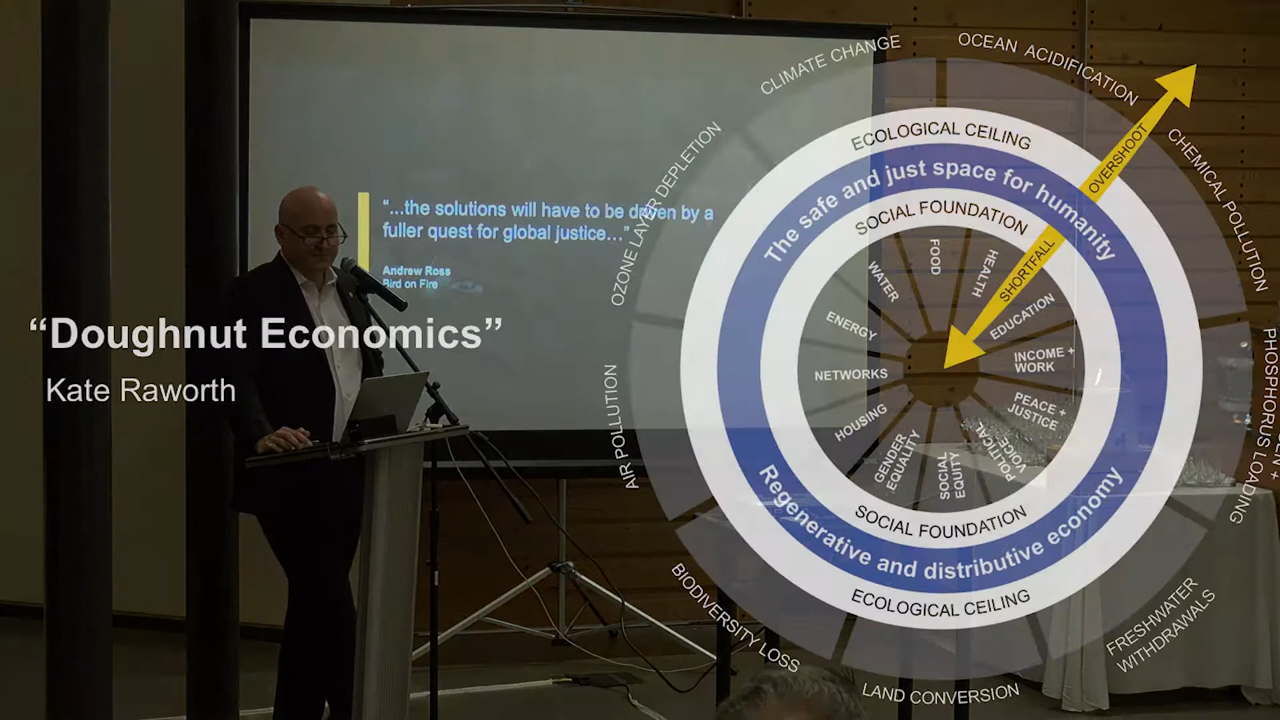 “Doughnut Economics”
Kate Raworth
“...the solutions will have to be driven by a
fuller quest for global justice...”
Andrew Ross
Bird on Fire
CLIMATE CHANGE
OCEAN ACIDIFICATION
CHEMICAL POLLUTION
PHOSPHORUS LOADING
FRESHWATER
WITHDRAWALS
LAND CONVERSION
BIODIVERSITY LOSS
AIR POLLUTION
OZONE LAYER DEPLETION
ECOLOGICAL CEILING
The safe and just space for humanity
SOCIAL FOUNDATION
OVERSHOOT
SHORTFALL
WATER
FOOD
HEALTH
EDUCATION
INCOME +
WORK
PEACE +
JUSTICE
POLITICAL
VOICE
SOCIAL
EQUITY
GENDER
EQUALITY
HOUSING
NETWORKS
ENERGY
SOCIAL FOUNDATION
Regenerative and distributive economy
ECOLOGICAL CEILING